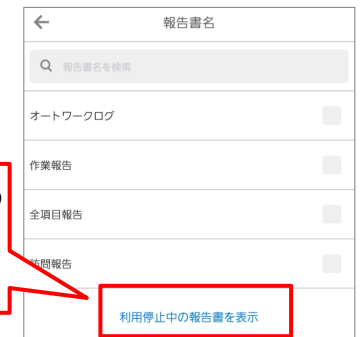 報告書名
報告書名を検索
オートワークログ
作業報告
全項目報告
訪問報告
利用停止中の報告書を表示